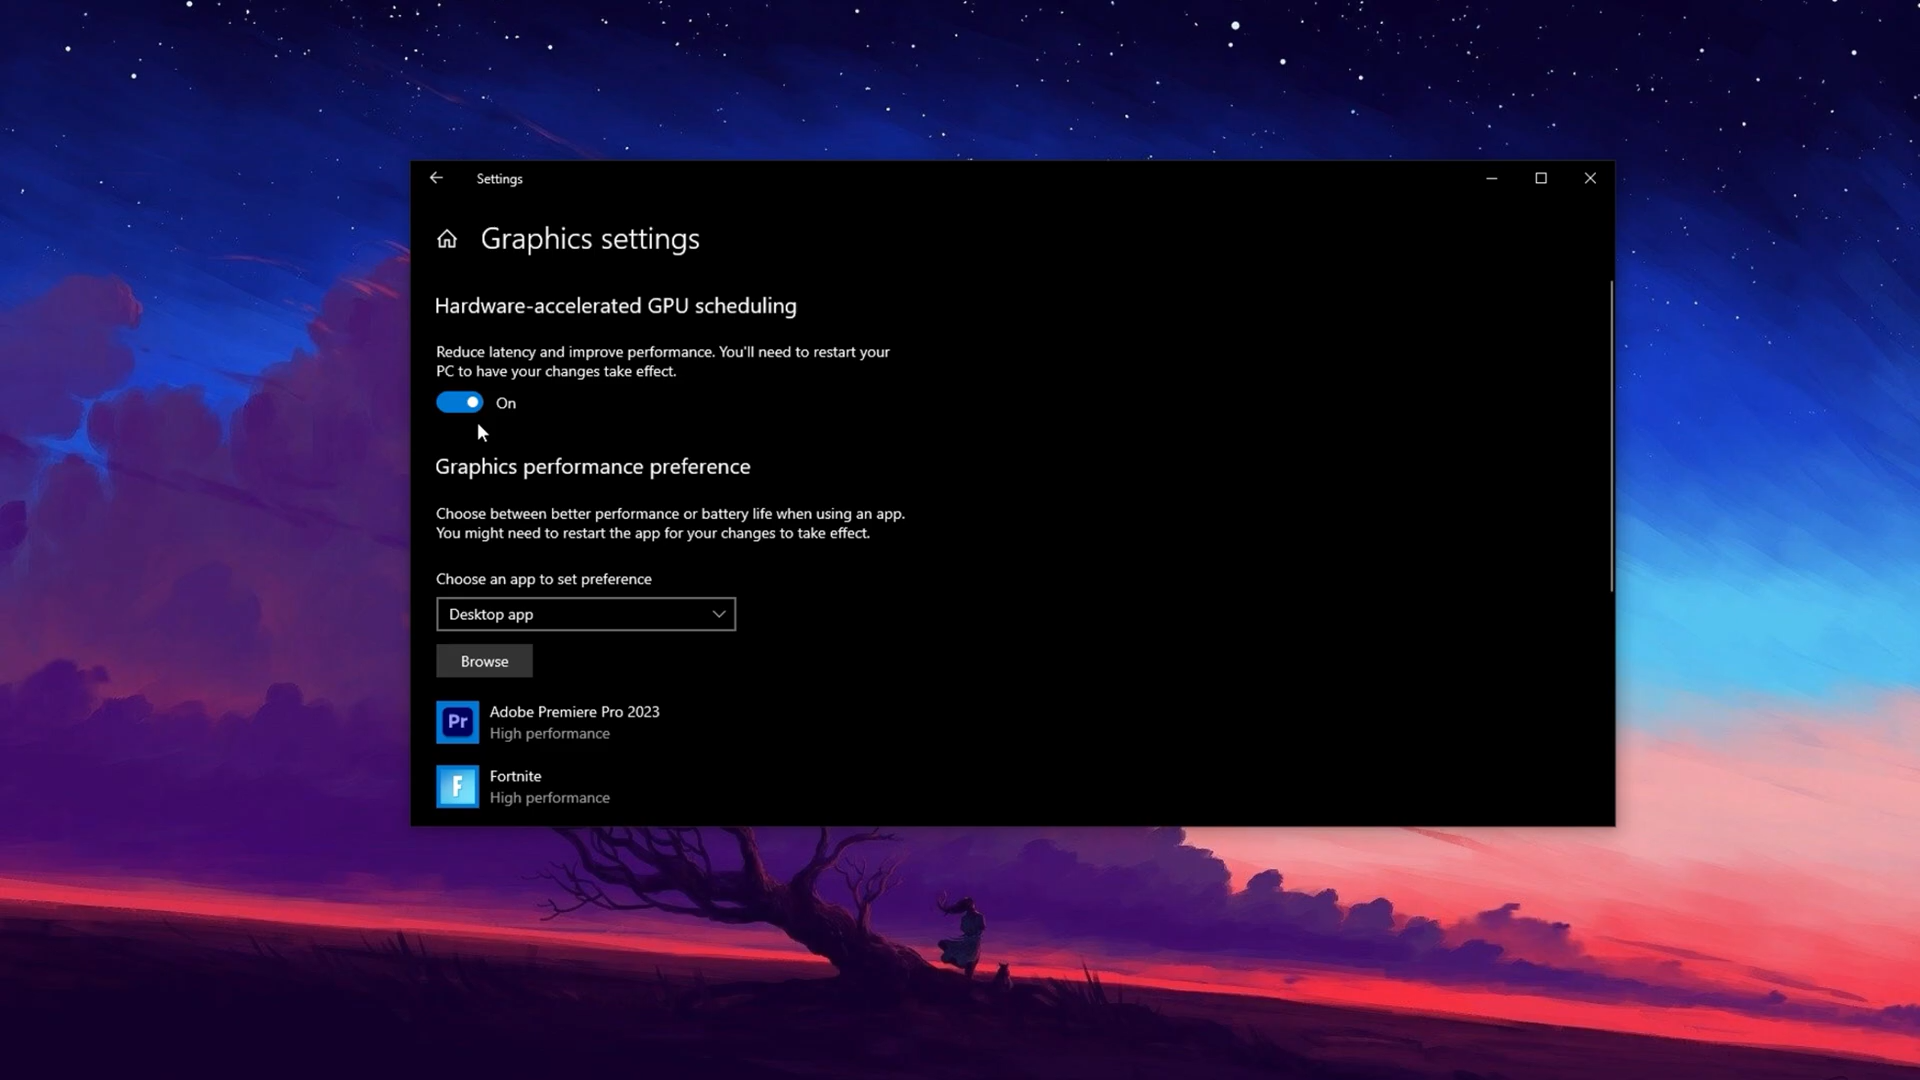 Settings
Graphics settings
Hardware-accelerated GPU scheduling
Reduce latency and improve performance. You'll need to restart your
PC to have your changes take effect.
On
Graphics performance preference
Choose between better performance or battery life when using an app.
You might need to restart the app for your changes to take effect.
Choose an app to set preference
Desktop app
Browse
Pr
Adobe Premiere Pro 2023
High performance
F
Fortnite
High performance